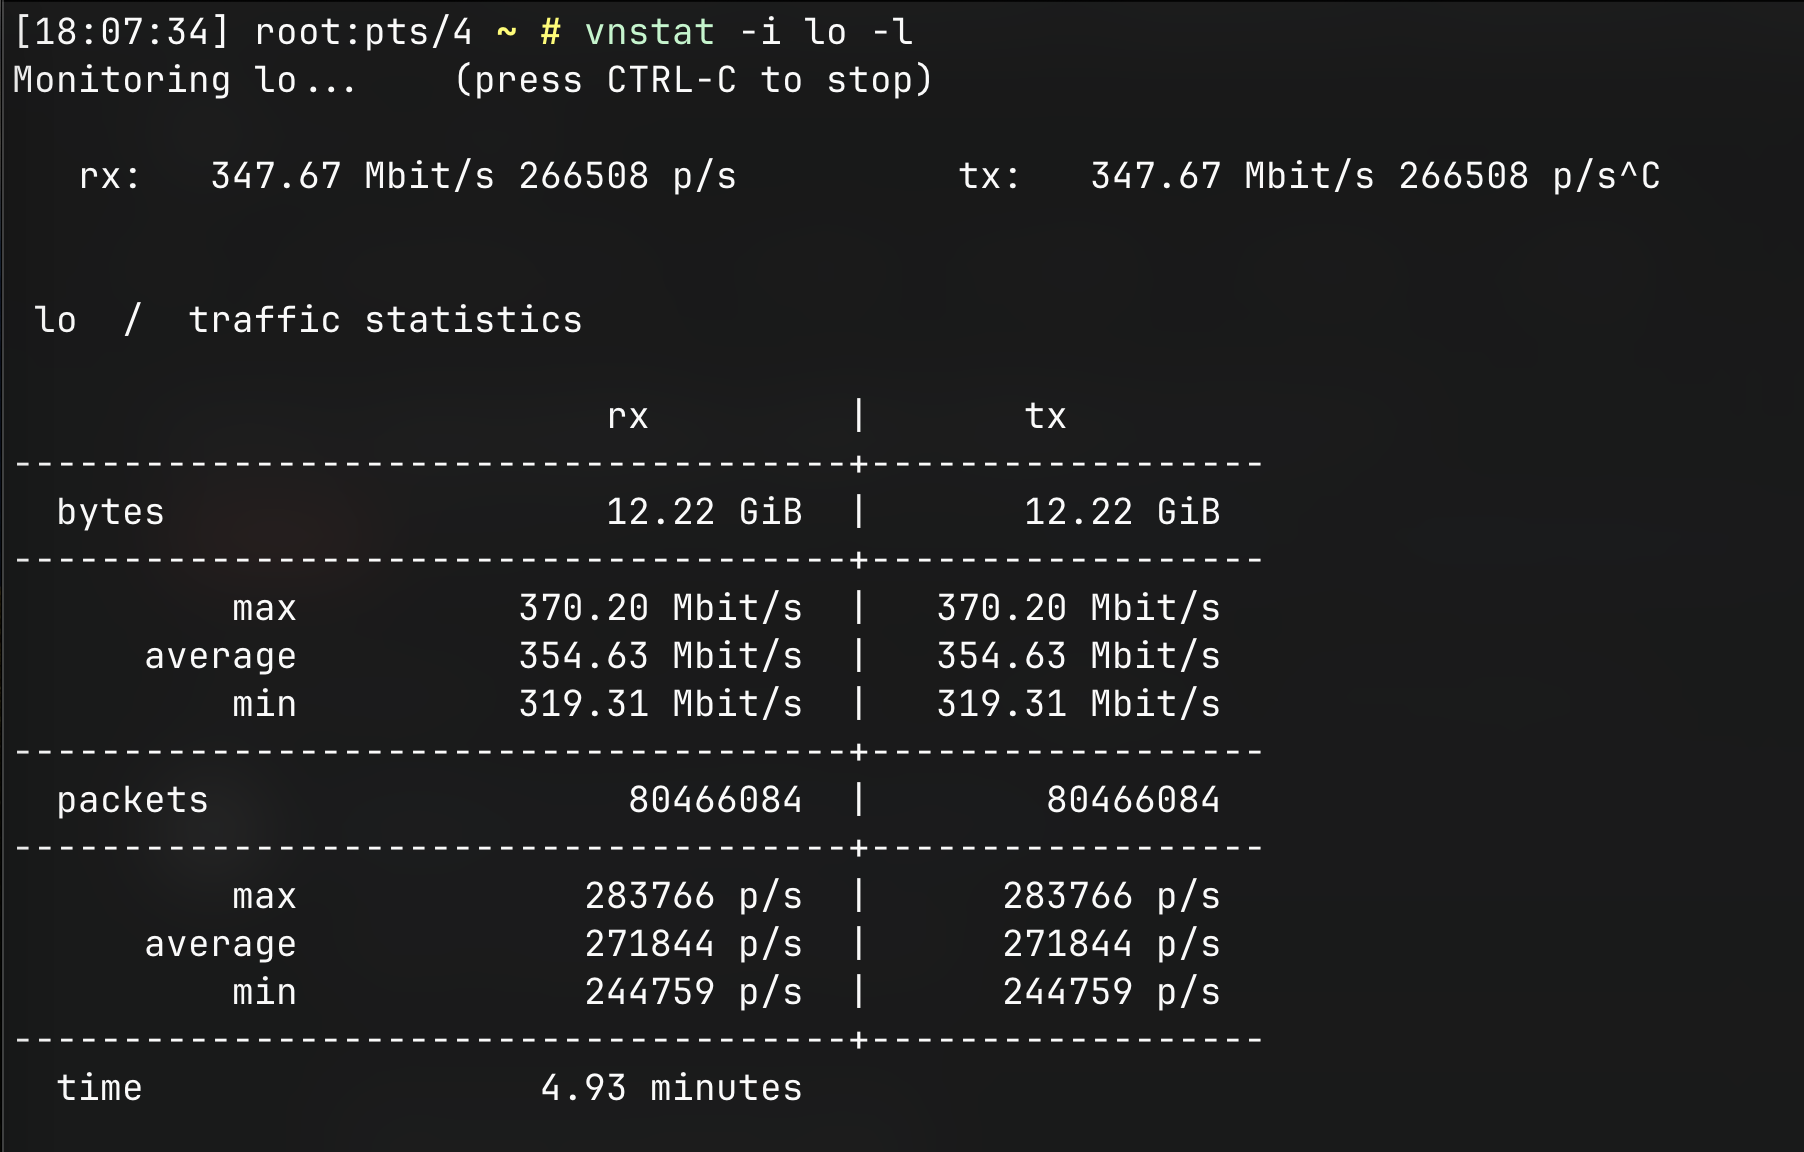 [18:07:34] root:pts/4 ~ # vnstat -i lo -l
Monitoring lo...    (press CTRL-C to stop)

   rx:   347.67 Mbit/s 266508 p/s          tx:   347.67 Mbit/s 266508 p/s^C


 lo  /  traffic statistics

                           rx         |       tx
--------------------------------------+------------------
  bytes                    12.22 GiB  |       12.22 GiB
--------------------------------------+------------------
          max          370.20 Mbit/s  |   370.20 Mbit/s
      average          354.63 Mbit/s  |   354.63 Mbit/s
          min          319.31 Mbit/s  |   319.31 Mbit/s
--------------------------------------+------------------
  packets                   80466084  |        80466084
--------------------------------------+------------------
          max             283766 p/s  |      283766 p/s
      average             271844 p/s  |      271844 p/s
          min             244759 p/s  |      244759 p/s
--------------------------------------+------------------
  time                  4.93 minutes